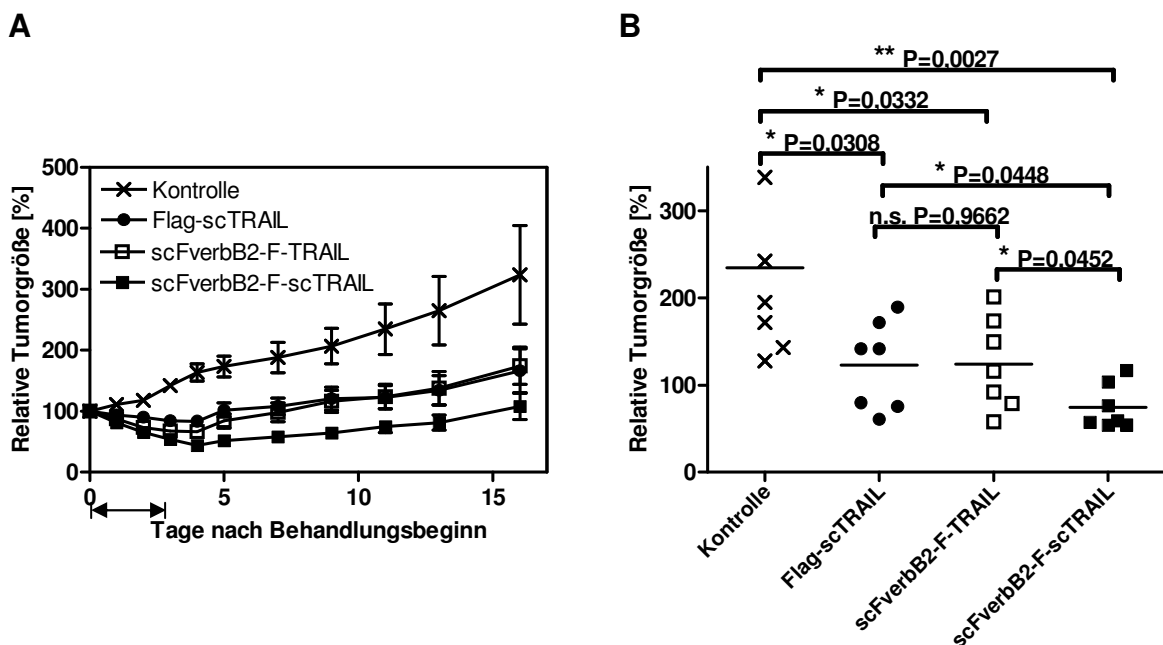 A
Relative Tumorgröße [%]
500
400
300
200
100
0
Kontrolle
Flag-scTRAIL
scFverbB2-F-TRAIL
scFverbB2-F-scTRAIL
0
5
10
15
Tage nach Behandlungsbeginn
B
** P=0,0027
* P=0,0332
* P=0,0308
* P=0,0448
n.s. P=0,9662
* P=0,0452
Relative Tumorgröße [%]
300
200
100
0
Kontrolle
Flag-scTRAIL
scFverbB2-F-TRAIL
scFverbB2-F-scTRAIL